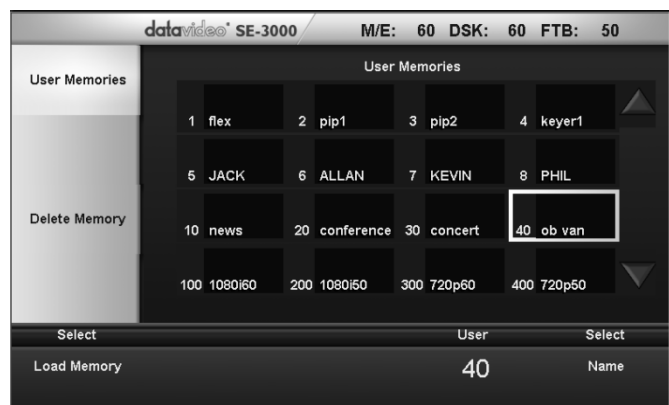 datavideo SE-3000 M/E: 60 DSK: 60 FTB: 50
User Memories
User Memories
1 flex 2 pip1 3 pip2 4 keyer1
5 JACK 6 ALLAN 7 KEVIN 8 PHIL
Delete Memory
10 news 20 conference 30 concert 40 ob van
100 1080i60 200 1080i50 300 720p60 400 720p50
Select User Select
Load Memory 40 Name